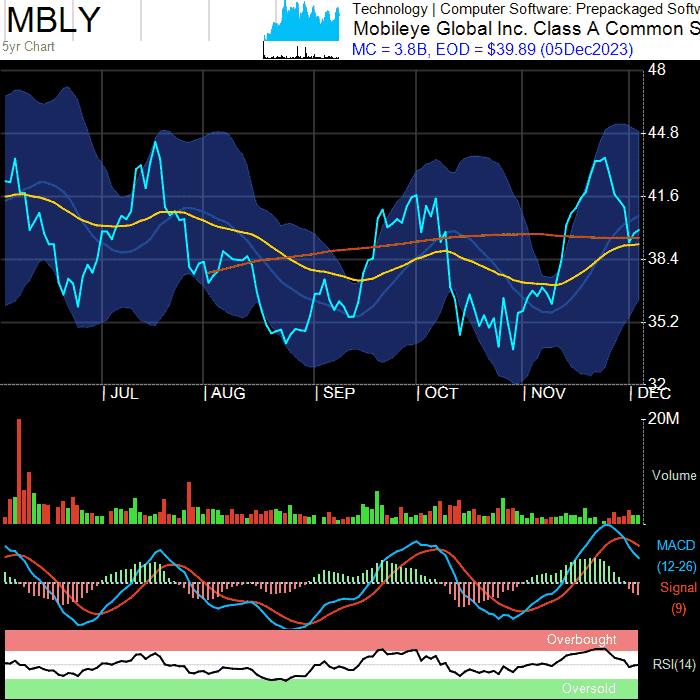 MBLY
5yr Chart
Technology | Computer Software: Prepackaged Softw
Mobileye Global Inc. Class A Common S
MC = 3.8B, EOD = $39.89 (05Dec2023)
48
44.8
41.6
38.4
35.2
32
JUL
AUG
SEP
OCT
NOV
DEC
20M
Volume
MACD
(12-26)
Signal
(9)
Overbought
RSI(14)
Oversold